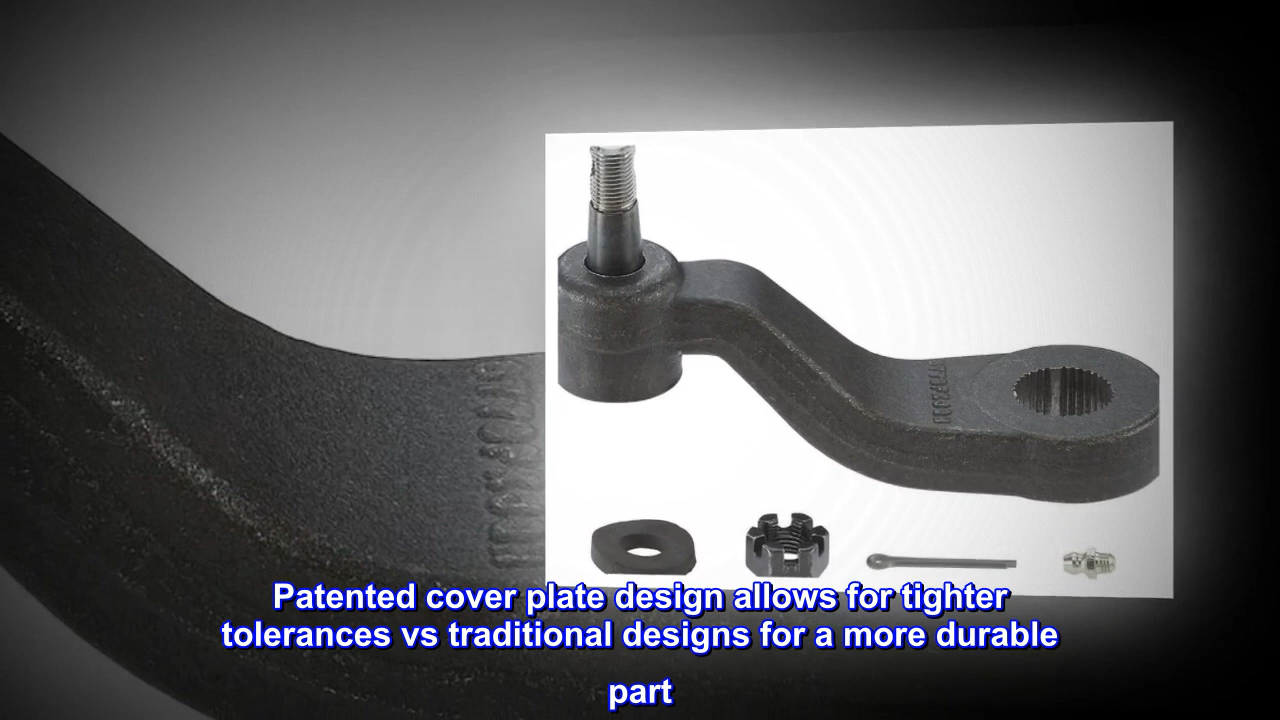 Patented cover plate design allows for tighter
tolerances vs traditional designs for a more durable
part